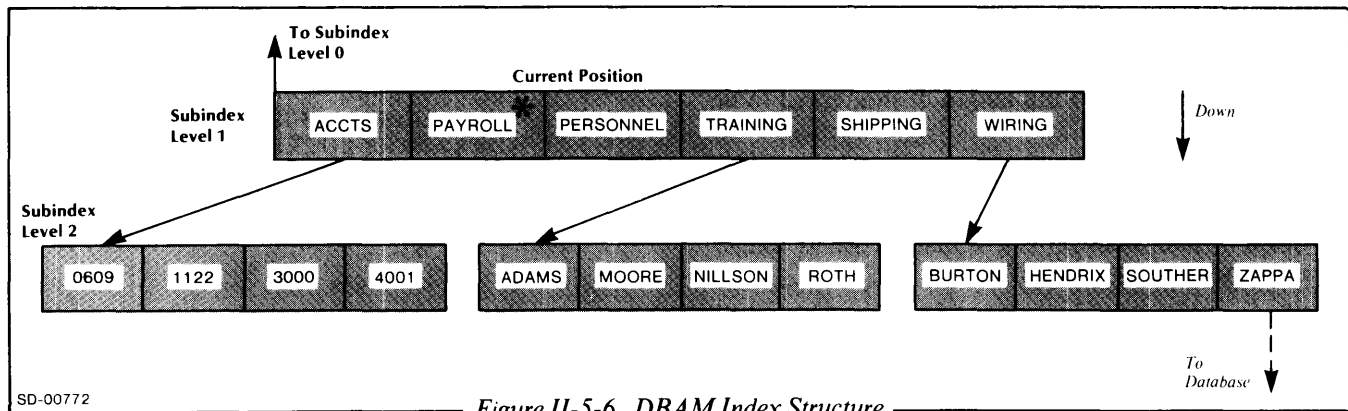 To Subindex
Level 0
Current Position
Subindex
Level 1
ACCTS PAYROLL * PERSONNEL TRAINING SHIPPING WIRING
Down
Subindex
Level 2
0609 1122 3000 4001 ADAMS MOORE NILLSON ROTH BURTON HENDRIX SOUTHER ZAPPA
To
Database
SD-00772
Figure II-5-6. DRAM Index Structure